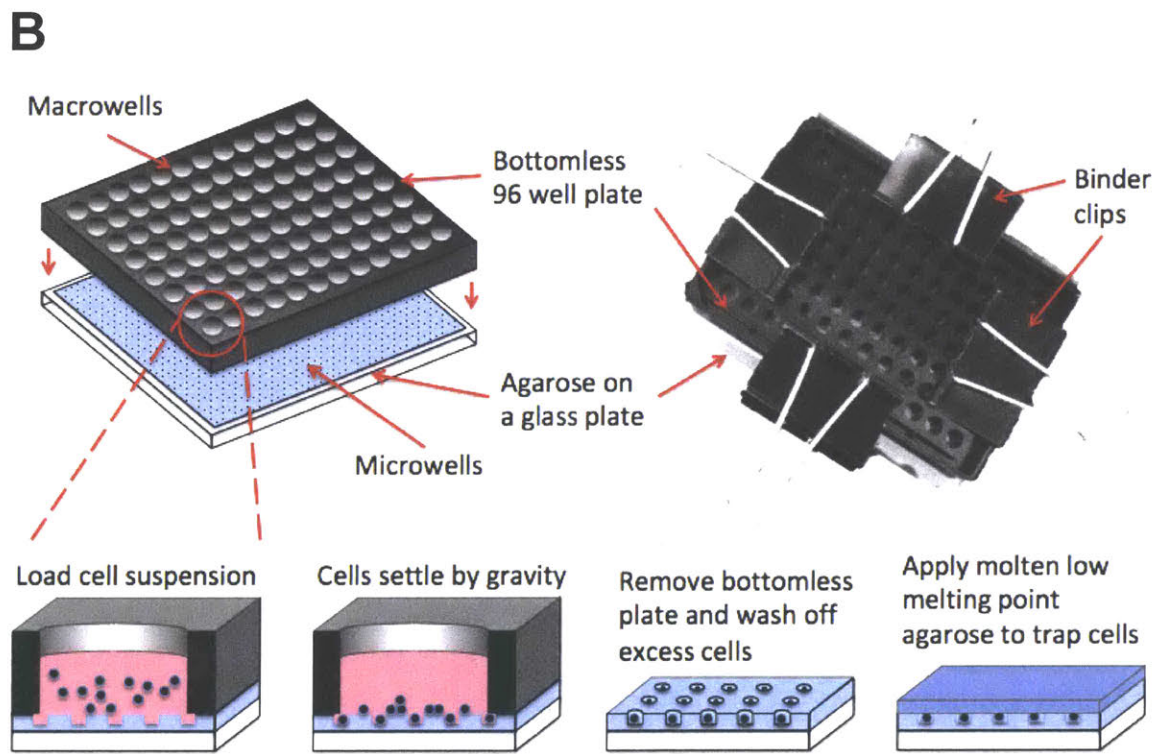 B
Macrowells
Bottomless
96 well plate
Binder
clips
Agarose on
a glass plate
Microwells
Load cell suspension
Cells settle by gravity
Remove bottomless
plate and wash off
excess cells
Apply molten low
melting point
agarose to trap cells